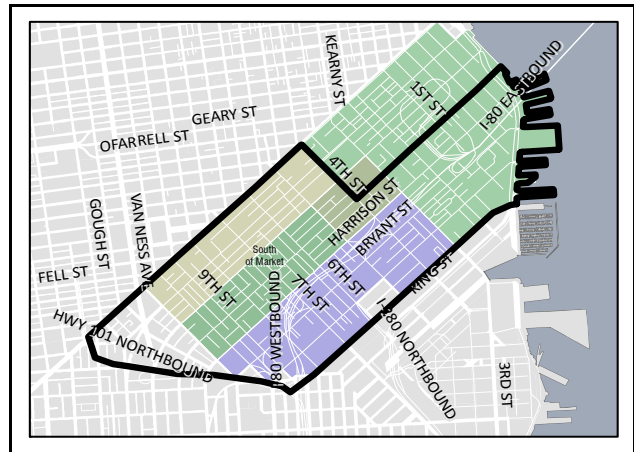 KEARNY ST
1ST ST
I-80 EASTBOUND
GEARY ST
OFARRELL ST
4TH ST
HARRISON ST
BRYANT ST
VAN NESS AVE
GOUGH ST
South
of Market
KING ST
6TH ST
7TH ST
9TH ST
FELL ST
I-80 WESTBOUND
I-280 NORTHBOUND
HWY 101 NORTHBOUND
3RD ST